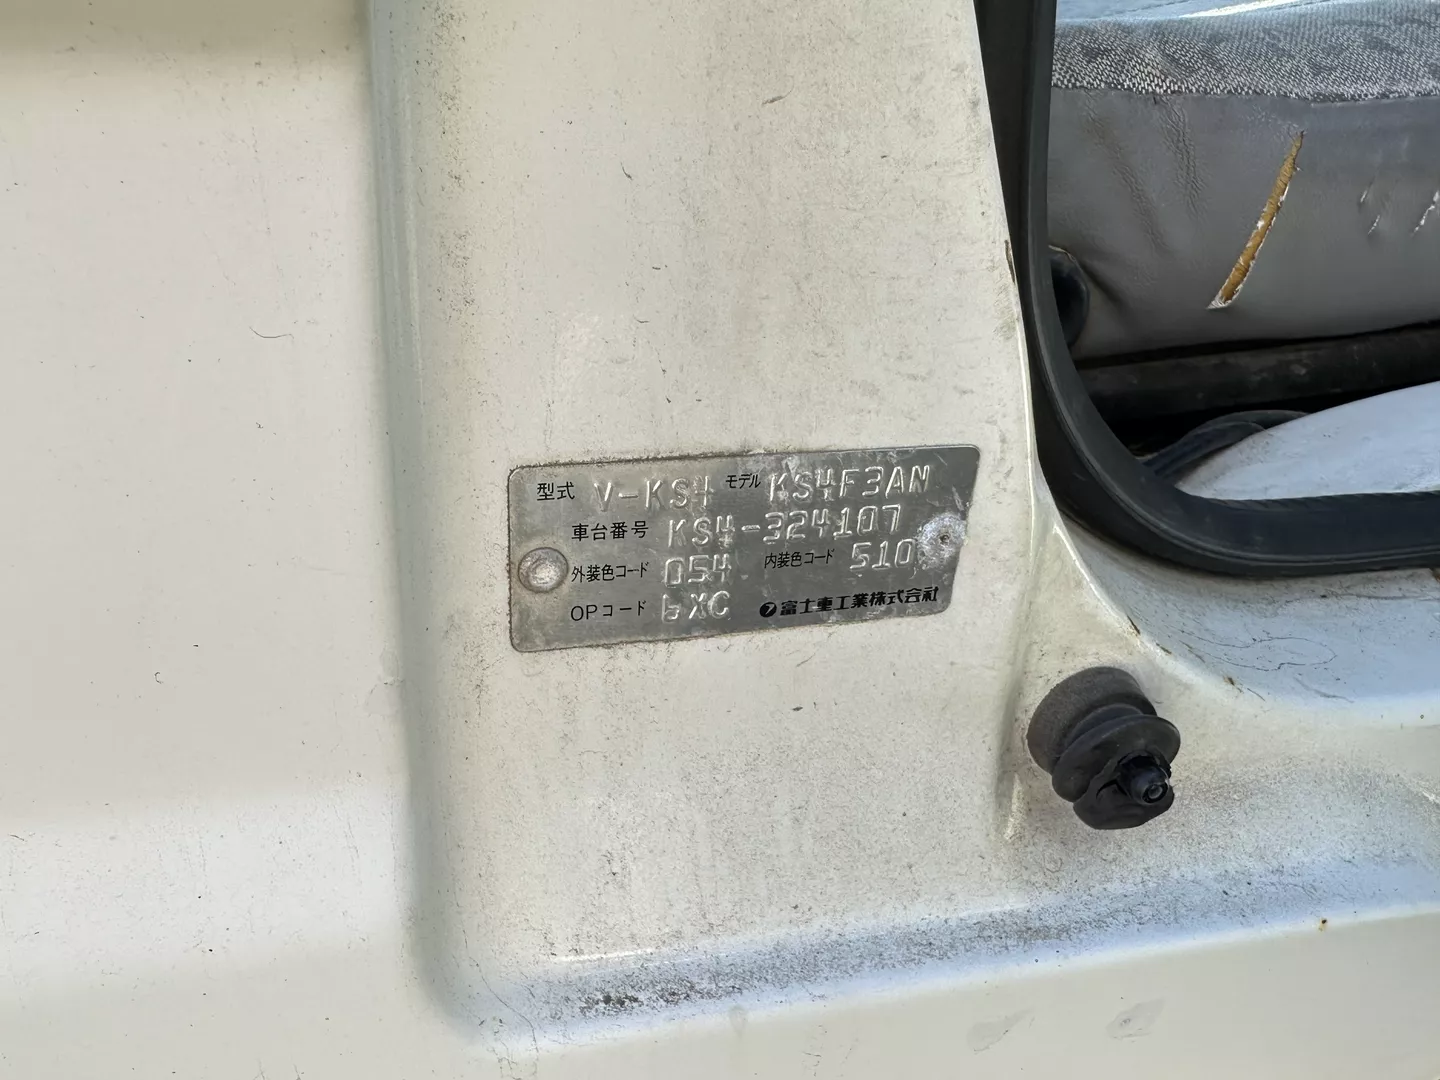 型式 V-KS4 モデル KS4F3AN
車台番号 KS4-324107
外装色コード 054 内装色コード 510
OPコード 6XC 富士重工業株式会社